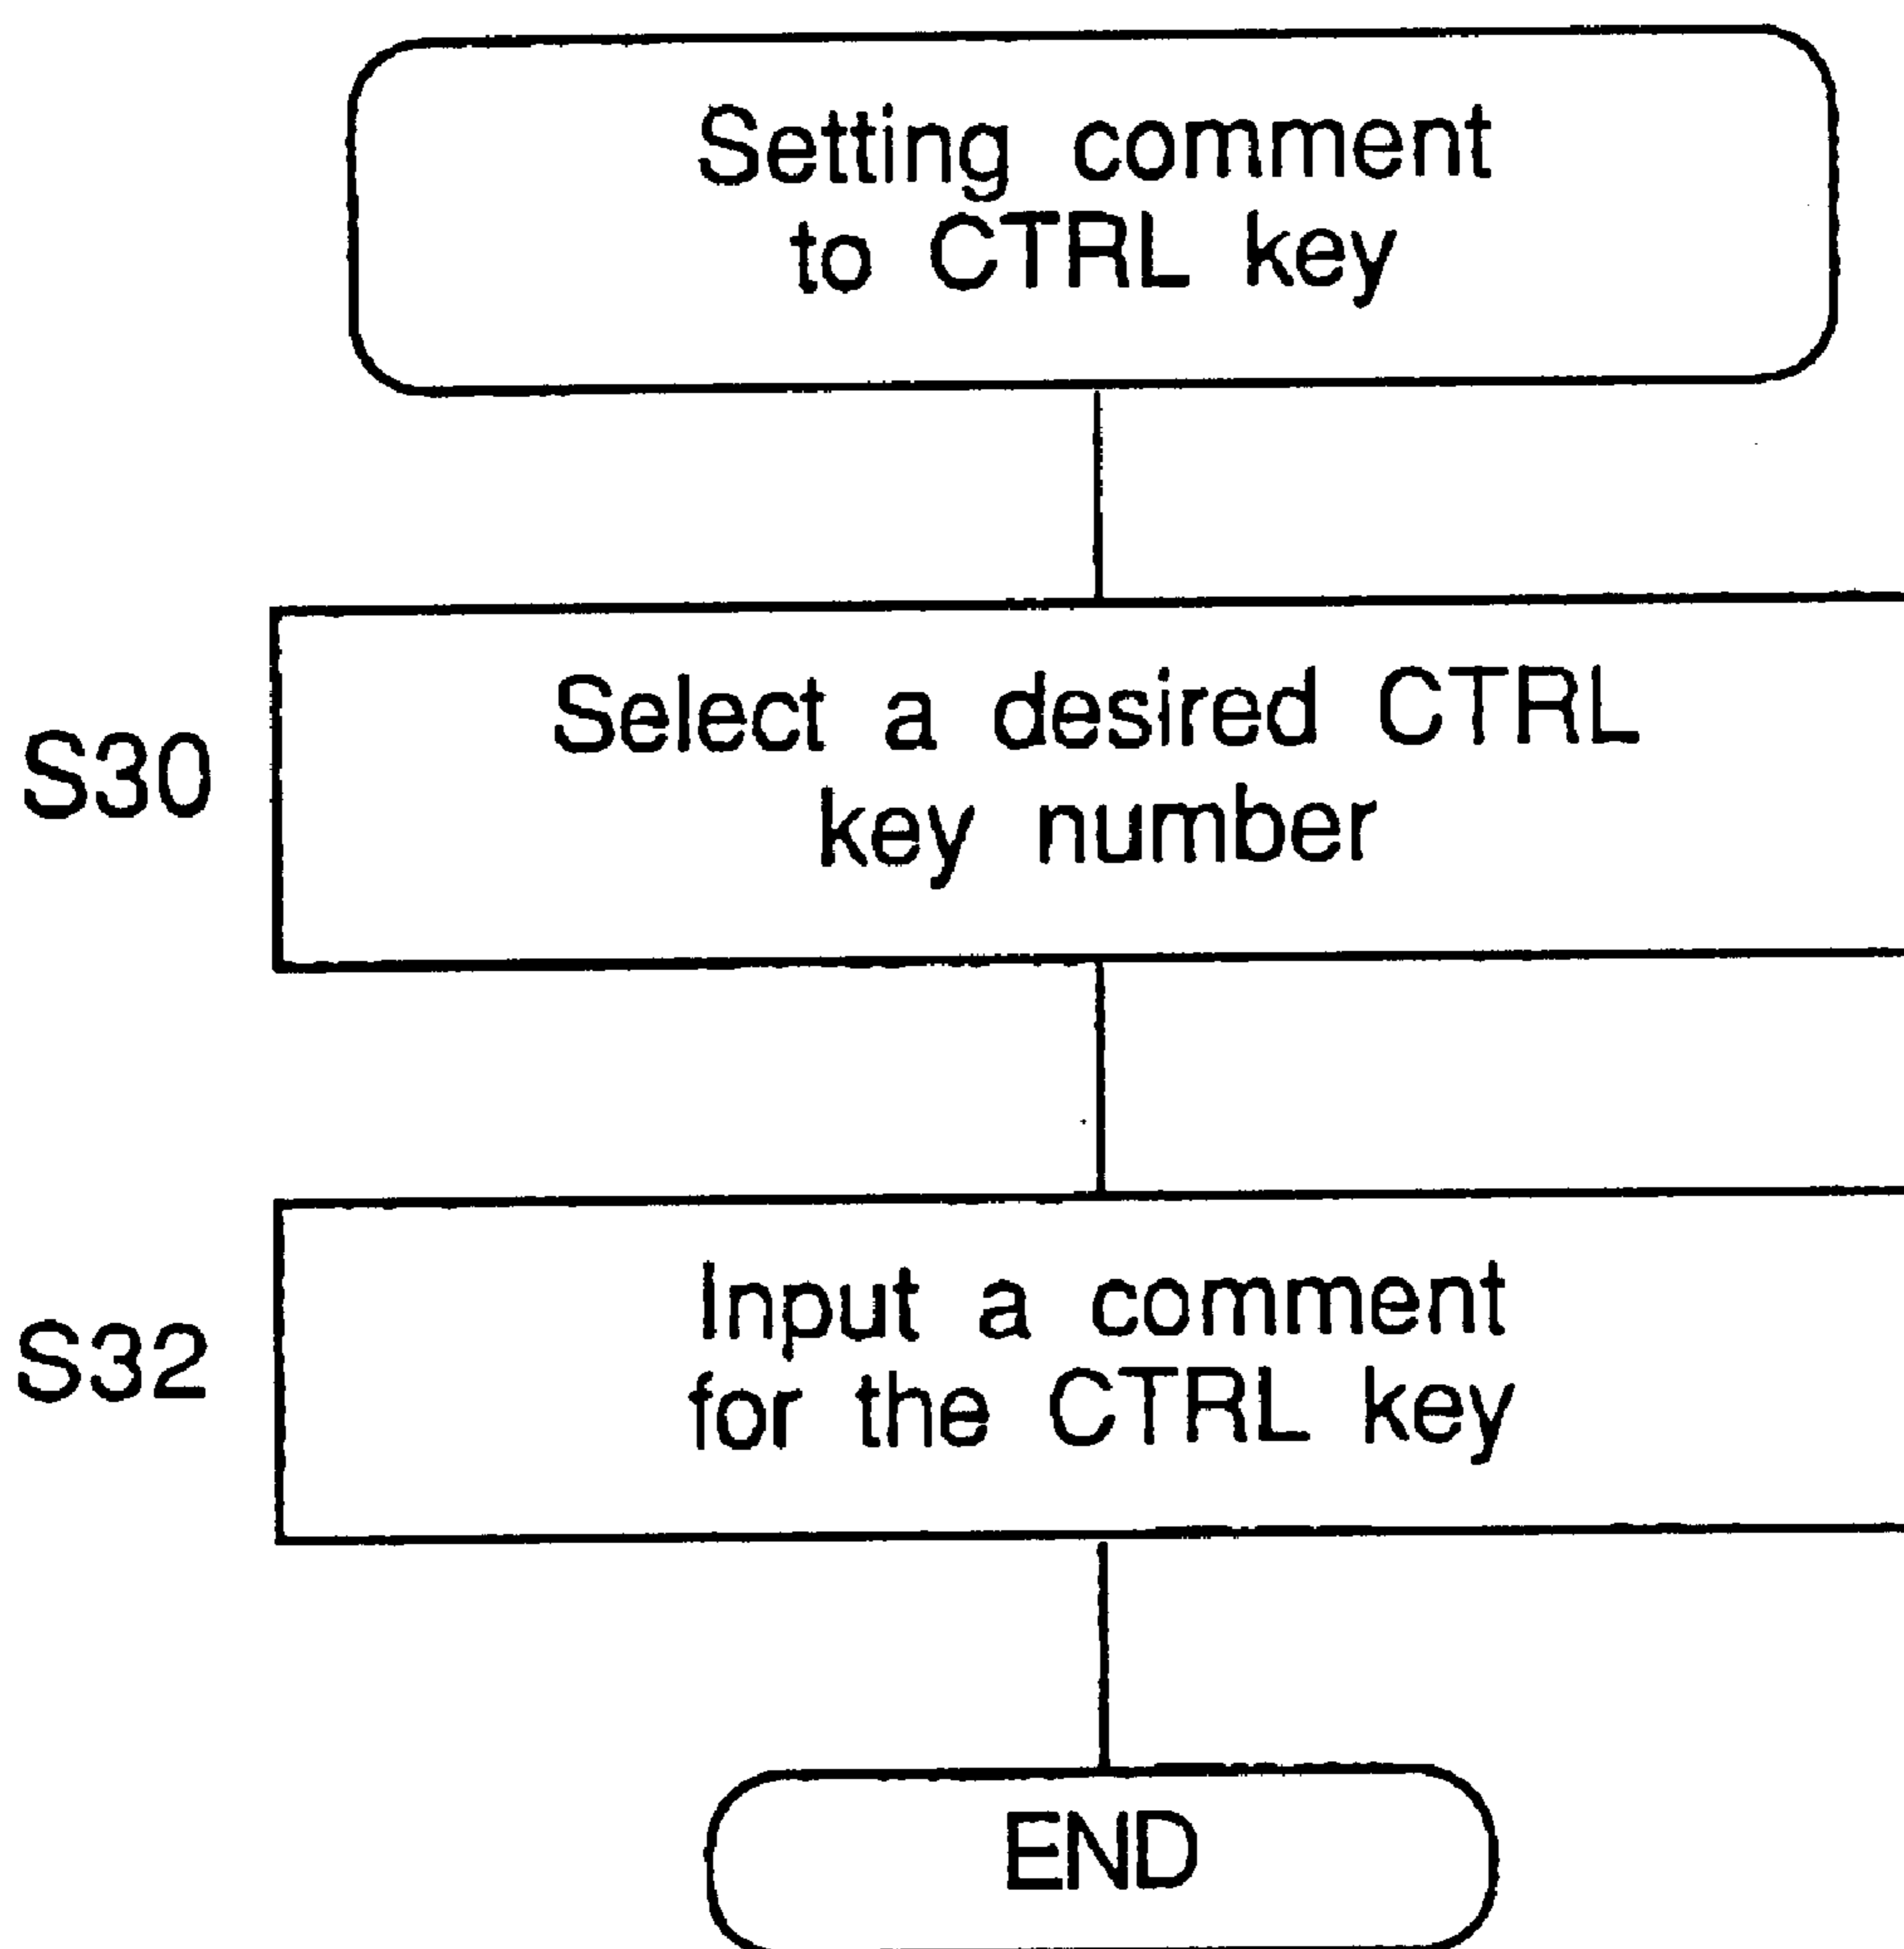 Setting comment
to CTRL key
S30
Select a desired CTRL
key number
S32
Input a comment
for the CTRL key
END